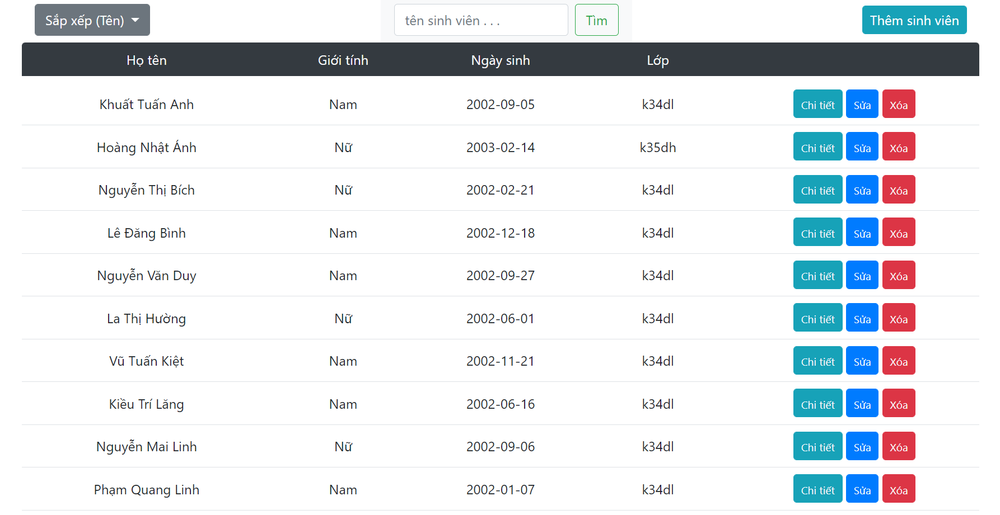 Sắp xếp (Tên) tên sinh viên . . . Tìm Thêm sinh viên
Họ tên Giới tính Ngày sinh Lớp
Khuất Tuấn Anh Nam 2002-09-05 k34dl Chi tiết Sửa Xóa
Hoàng Nhật Ánh Nữ 2003-02-14 k35dh Chi tiết Sửa Xóa
Nguyễn Thị Bích Nữ 2002-02-21 k34dl Chi tiết Sửa Xóa
Lê Đăng Bình Nam 2002-12-18 k34dl Chi tiết Sửa Xóa
Nguyễn Văn Duy Nam 2002-09-27 k34dl Chi tiết Sửa Xóa
La Thị Hường Nữ 2002-06-01 k34dl Chi tiết Sửa Xóa
Vũ Tuấn Kiệt Nam 2002-11-21 k34dl Chi tiết Sửa Xóa
Kiều Trí Lăng Nam 2002-06-16 k34dl Chi tiết Sửa Xóa
Nguyễn Mai Linh Nữ 2002-09-06 k34dl Chi tiết Sửa Xóa
Phạm Quang Linh Nam 2002-01-07 k34dl Chi tiết Sửa Xóa